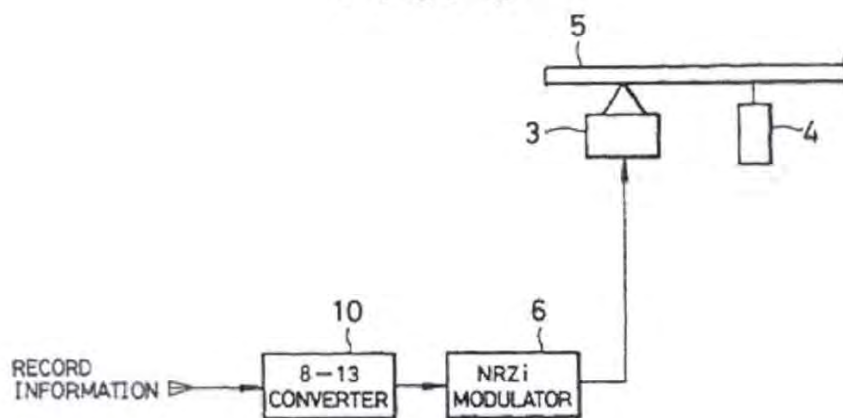 5
3
4
10
6
RECORD
INFORMATION
8-13
CONVERTER
NRZi
MODULATOR